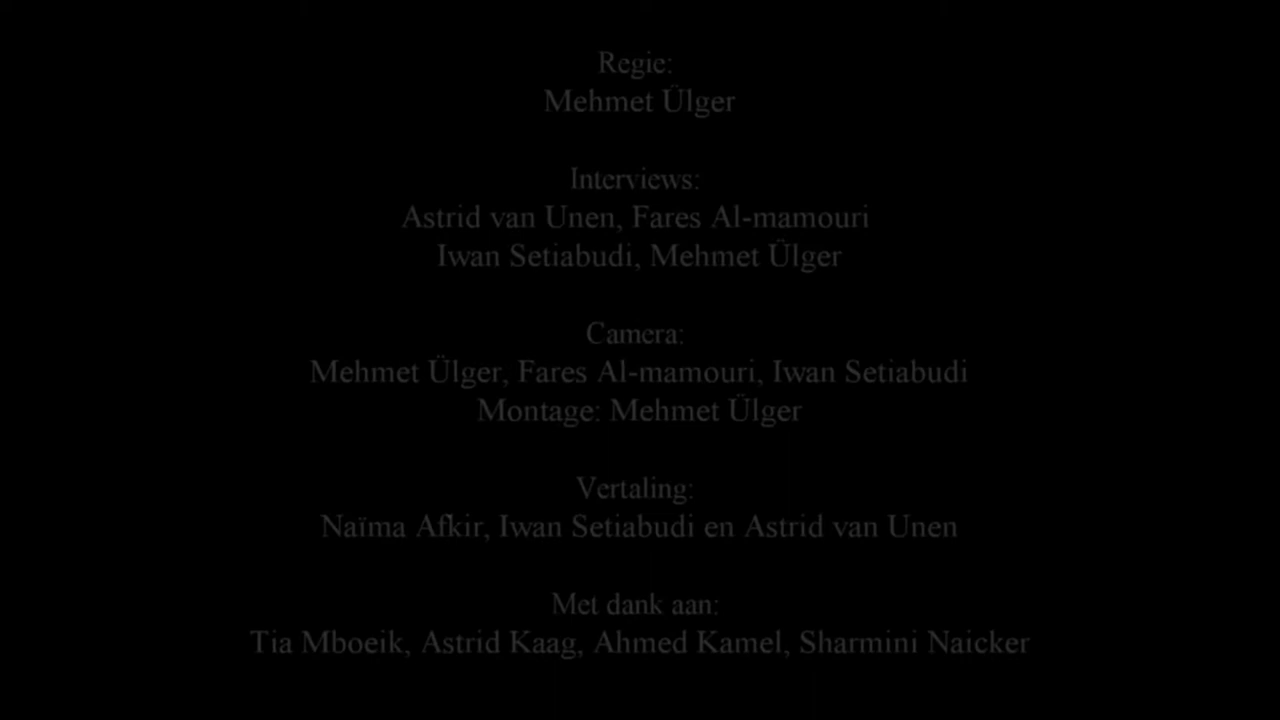 Regie:
Mehmet Ülger
Interviews:
Astrid van Unen, Fares Al-mamouri
Iwan Setiabudi, Mehmet Ülger
Camera:
Mehmet Ülger, Fares Al-mamouri, Iwan Setiabudi
Montage: Mehmet Ülger
Vertaling:
Naïma Afkir, Iwan Setiabudi en Astrid van Unen
Met dank aan:
Tia Mboeik, Astrid Kaag, Ahmed Kamel, Sharmini Naicker